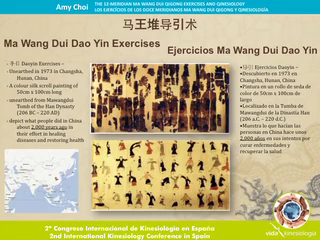 Amy Choi
THE 12-MERIDIAN MA WANG DUI QIGONG EXERCISES AND QINESIOLOGY
LOS EJERCICIOS DE LOS DOCE MERIDIANOS MA WANG DUI QIGONG Y QINESIOLOGÍA
马王堆导引术
Ma Wang Dui Dao Yin Exercises
Ejercicios Ma Wang Dui Dao Yin
- 导引 Daoyin Exercises –
- Unearthed in 1973 in Changsha,
Hunan, China
- A colour silk scroll painting of
50cm x 100cm long
- unearthed from Mawangdui
Tomb of the Han Dynasty
(206 BC – 220 AD)
- depict what people did in China
about 2,000 years ago in
their effort in healing
diseases and restoring health
•导引 Ejercicios Daoyin –
•Descubierto en 1973 en
Changsha, Hunan, China
•Pintura en un rollo de seda de
color de 50cm x 100cm de
largo
•Localizado en la Tumba de
Mawangdui de la Dinastía Han
(206 a.C. – 220 d.C.)
•Muestra lo que hacían las
personas en China hace unos
2,000 años en sus intentos por
curar enfermedades y
recuperar la salud
2º Congreso Internacional de Kinesiología en España
2nd International Kinesiology Conference in Spain
vida kinesiología